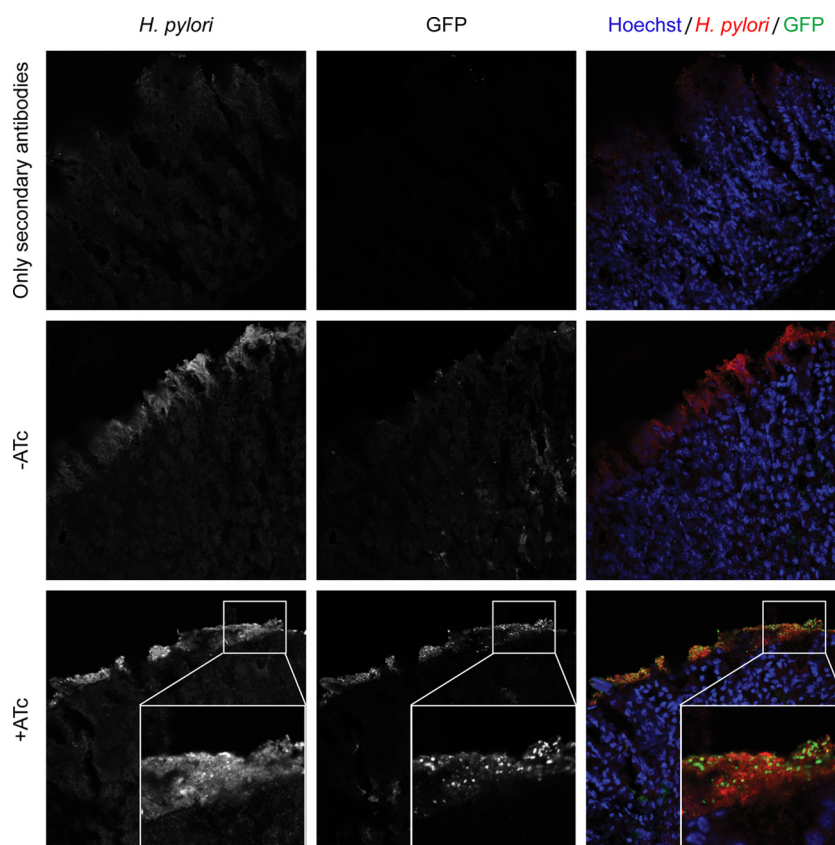 H. pylori
GFP
Hoechst/H. pylori/GFP
Only secondary antibodies
-ATc
+ATc